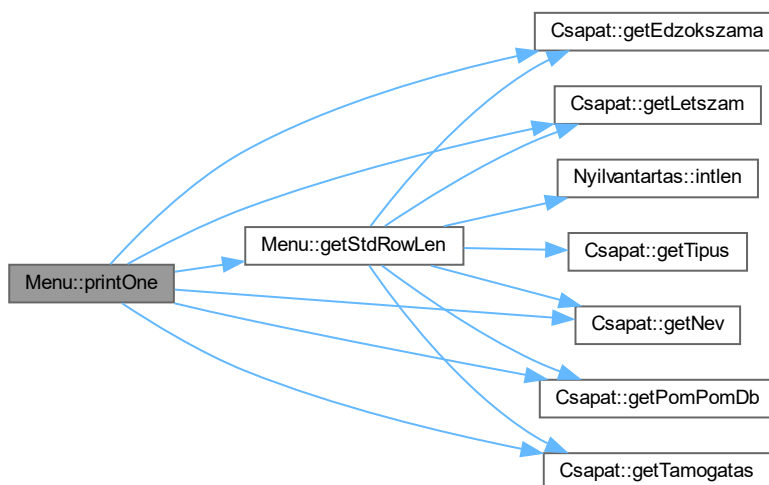 Csapat::getEdzokszama
Csapat::getLetszam
Nyilvantartas::intlen
Menu::getStdRowLen
Csapat::getTipus
Menu::printOne
Csapat::getNev
Csapat::getPomPomDb
Csapat::getTamogatas